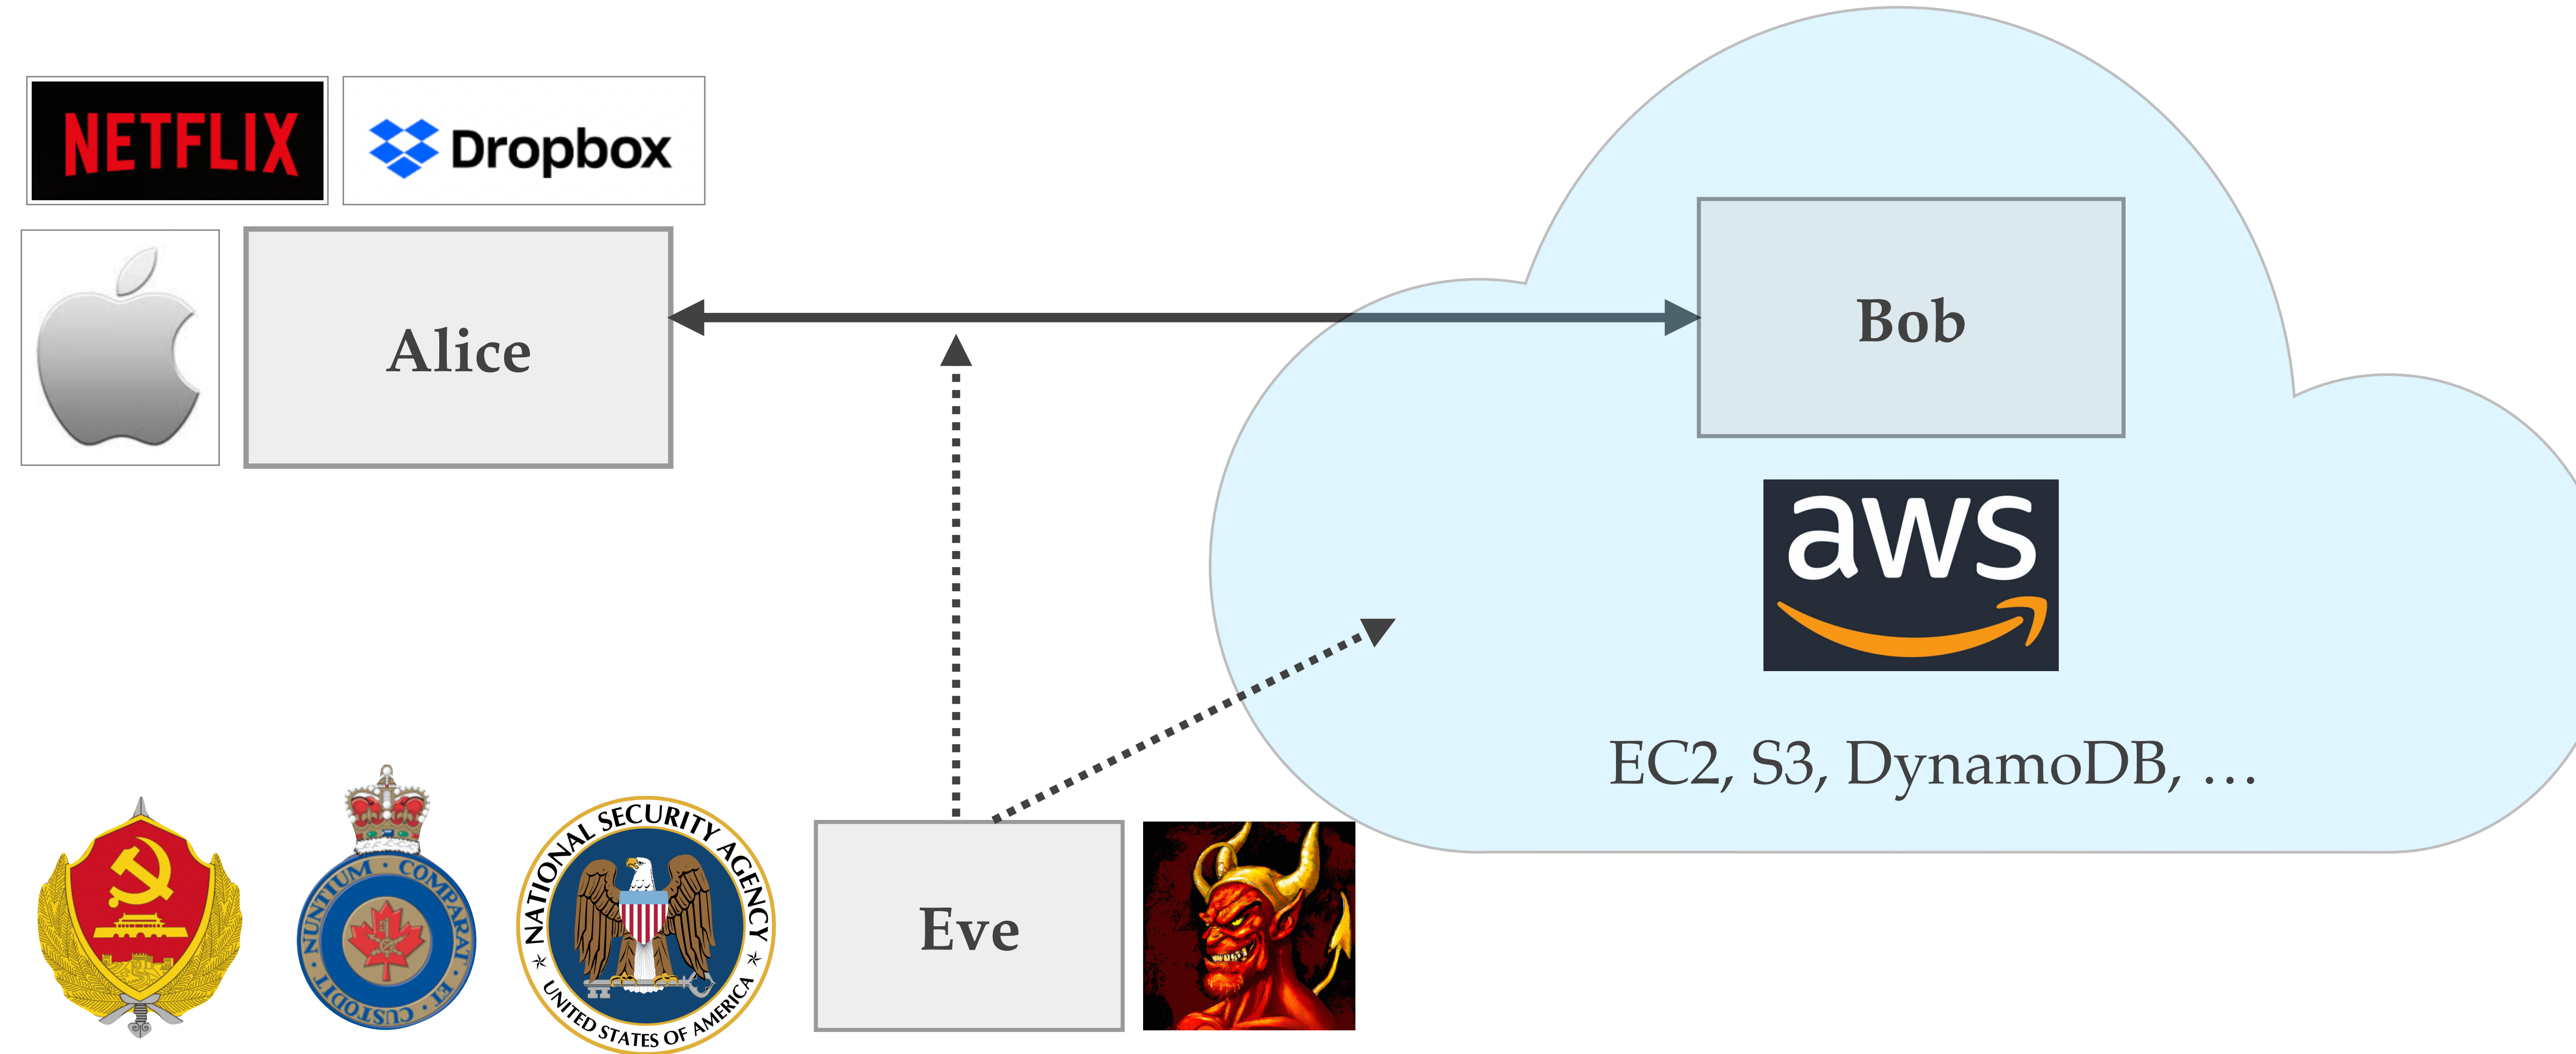 NETFLIX
Dropbox
Alice
Bob
aws
EC2, S3, DynamoDB, …
NUNTIUM · COMPARAT · ET · CUSTODIT ·
NATIONAL SECURITY AGENCY
UNITED STATES OF AMERICA
Eve